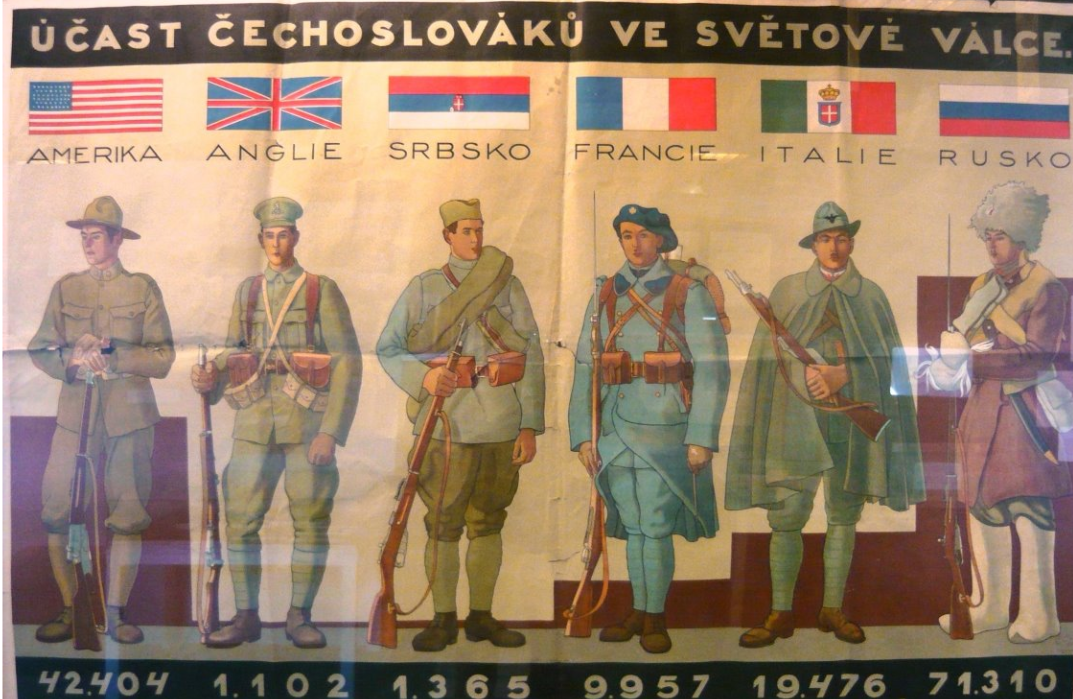 ÚČAST ČECHOSLOVÁKŮ VE SVĚTOVÉ VÁLCE.
AMERIKA ANGLIE SRBSKO FRANCIE ITALIE RUSKO
42.404 1.102 1.365 9.957 19.476 71.310